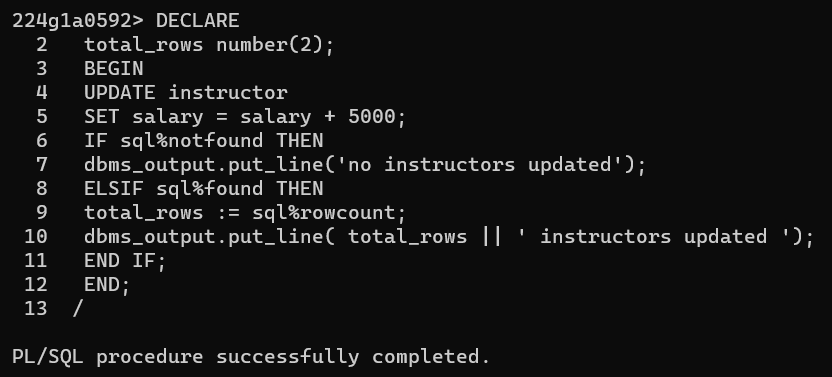 224g1a0592> DECLARE
  2   total_rows number(2);
  3   BEGIN
  4   UPDATE instructor
  5   SET salary = salary + 5000;
  6   IF sql%notfound THEN
  7   dbms_output.put_line('no instructors updated');
  8   ELSIF sql%found THEN
  9   total_rows := sql%rowcount;
 10   dbms_output.put_line( total_rows || ' instructors updated ');
 11   END IF;
 12   END;
 13  /
PL/SQL procedure successfully completed.